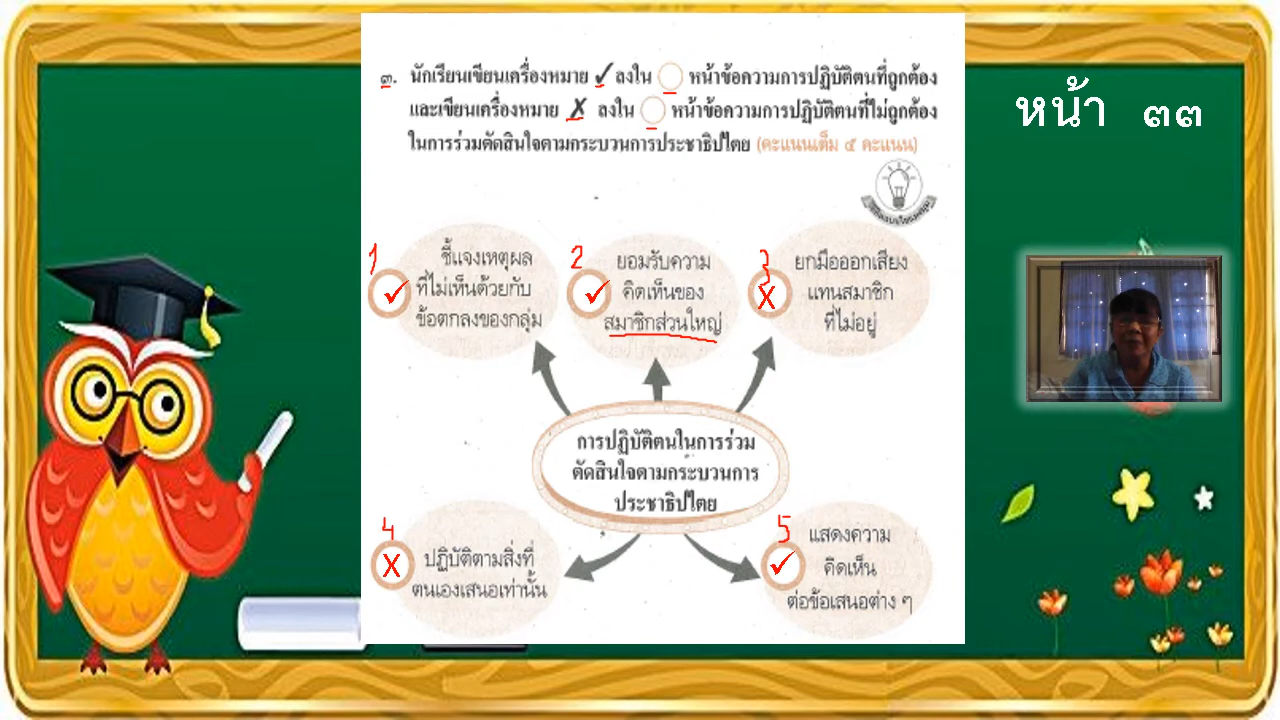 หน้า ๓๓
๓. นักเรียนเขียนเครื่องหมาย ✓ ลงใน ◯ หน้าข้อความการปฏิบัติตนที่ถูกต้อง
และเขียนเครื่องหมาย ✗ ลงใน ◯ หน้าข้อความการปฏิบัติตนที่ไม่ถูกต้อง
ในการร่วมตัดสินใจตามกระบวนการประชาธิปไตย (คะแนนเต็ม ๕ คะแนน)
1
✓
ชี้แจงเหตุผล
ที่ไม่เห็นด้วยกับ
ข้อตกลงของกลุ่ม
2
✓
ยอมรับความ
คิดเห็นของ
สมาชิกส่วนใหญ่
3
X
ยกมือออกเสียง
แทนสมาชิก
ที่ไม่อยู่
การปฏิบัติตนในการร่วม
ตัดสินใจตามกระบวนการ
ประชาธิปไตย
4
X
ปฏิบัติตามสิ่งที่
ตนเองเสนอเท่านั้น
5
✓
แสดงความ
คิดเห็น
ต่อข้อเสนอต่าง ๆ